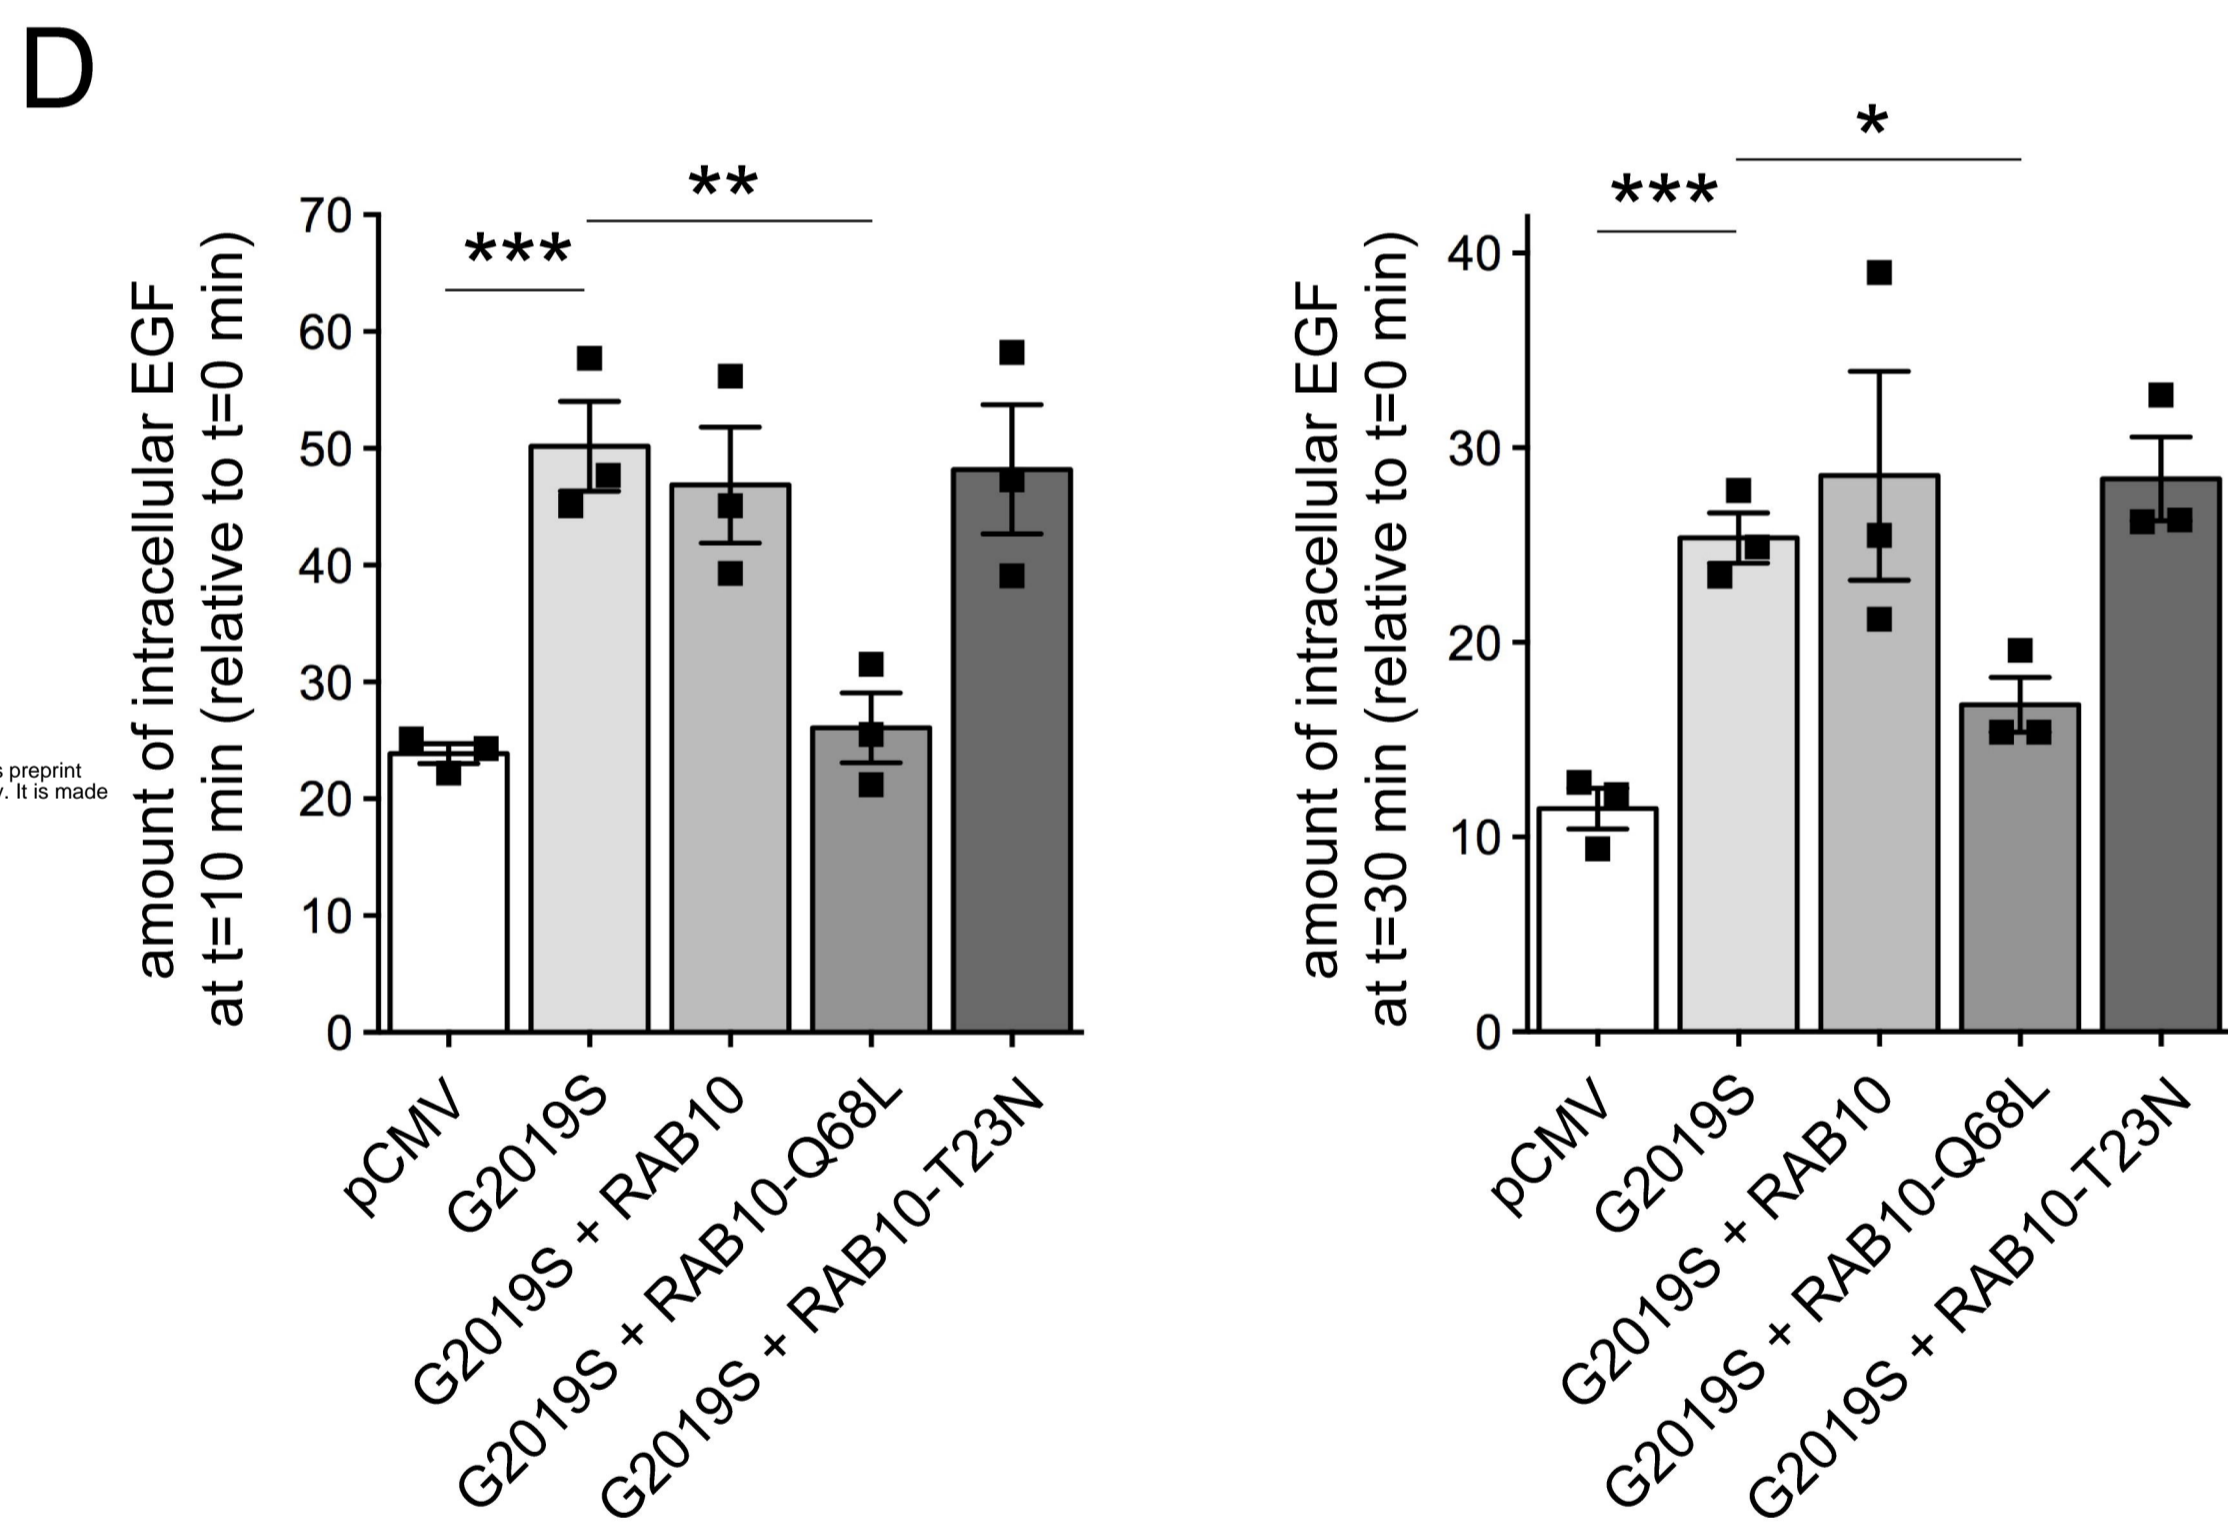 D
**
***
70
60
50
40
30
20
10
0
amount of intracellular EGF
at t=10 min (relative to t=0 min)
pCMV
G2019S
G2019S + RAB10
G2019S + RAB10-Q68L
G2019S + RAB10-T23N
*
***
40
30
20
10
0
amount of intracellular EGF
at t=30 min (relative to t=0 min)
pCMV
G2019S
G2019S + RAB10
G2019S + RAB10-Q68L
G2019S + RAB10-T23N
s preprint
. It is made